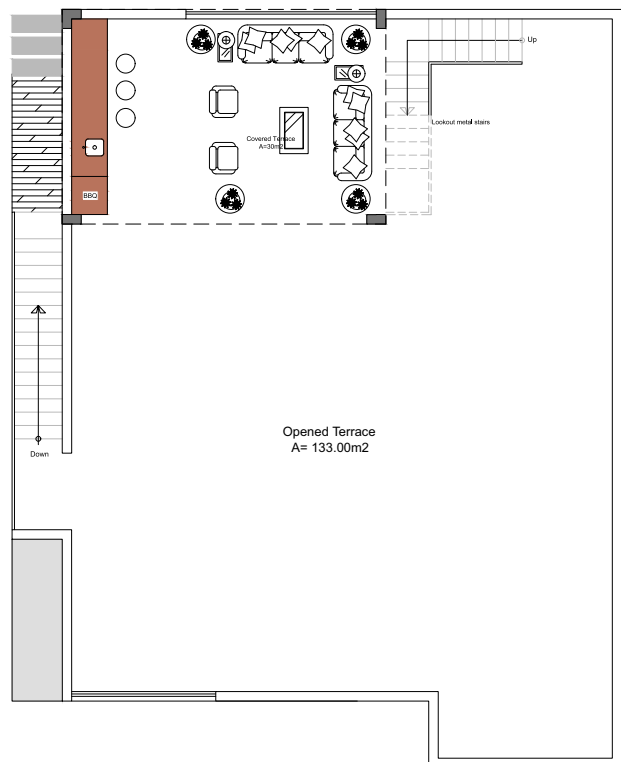 Up
Lookout metal stairs
Covered Terrace
A=30m2
BBQ
Opened Terrace
A= 133.00m2
Down